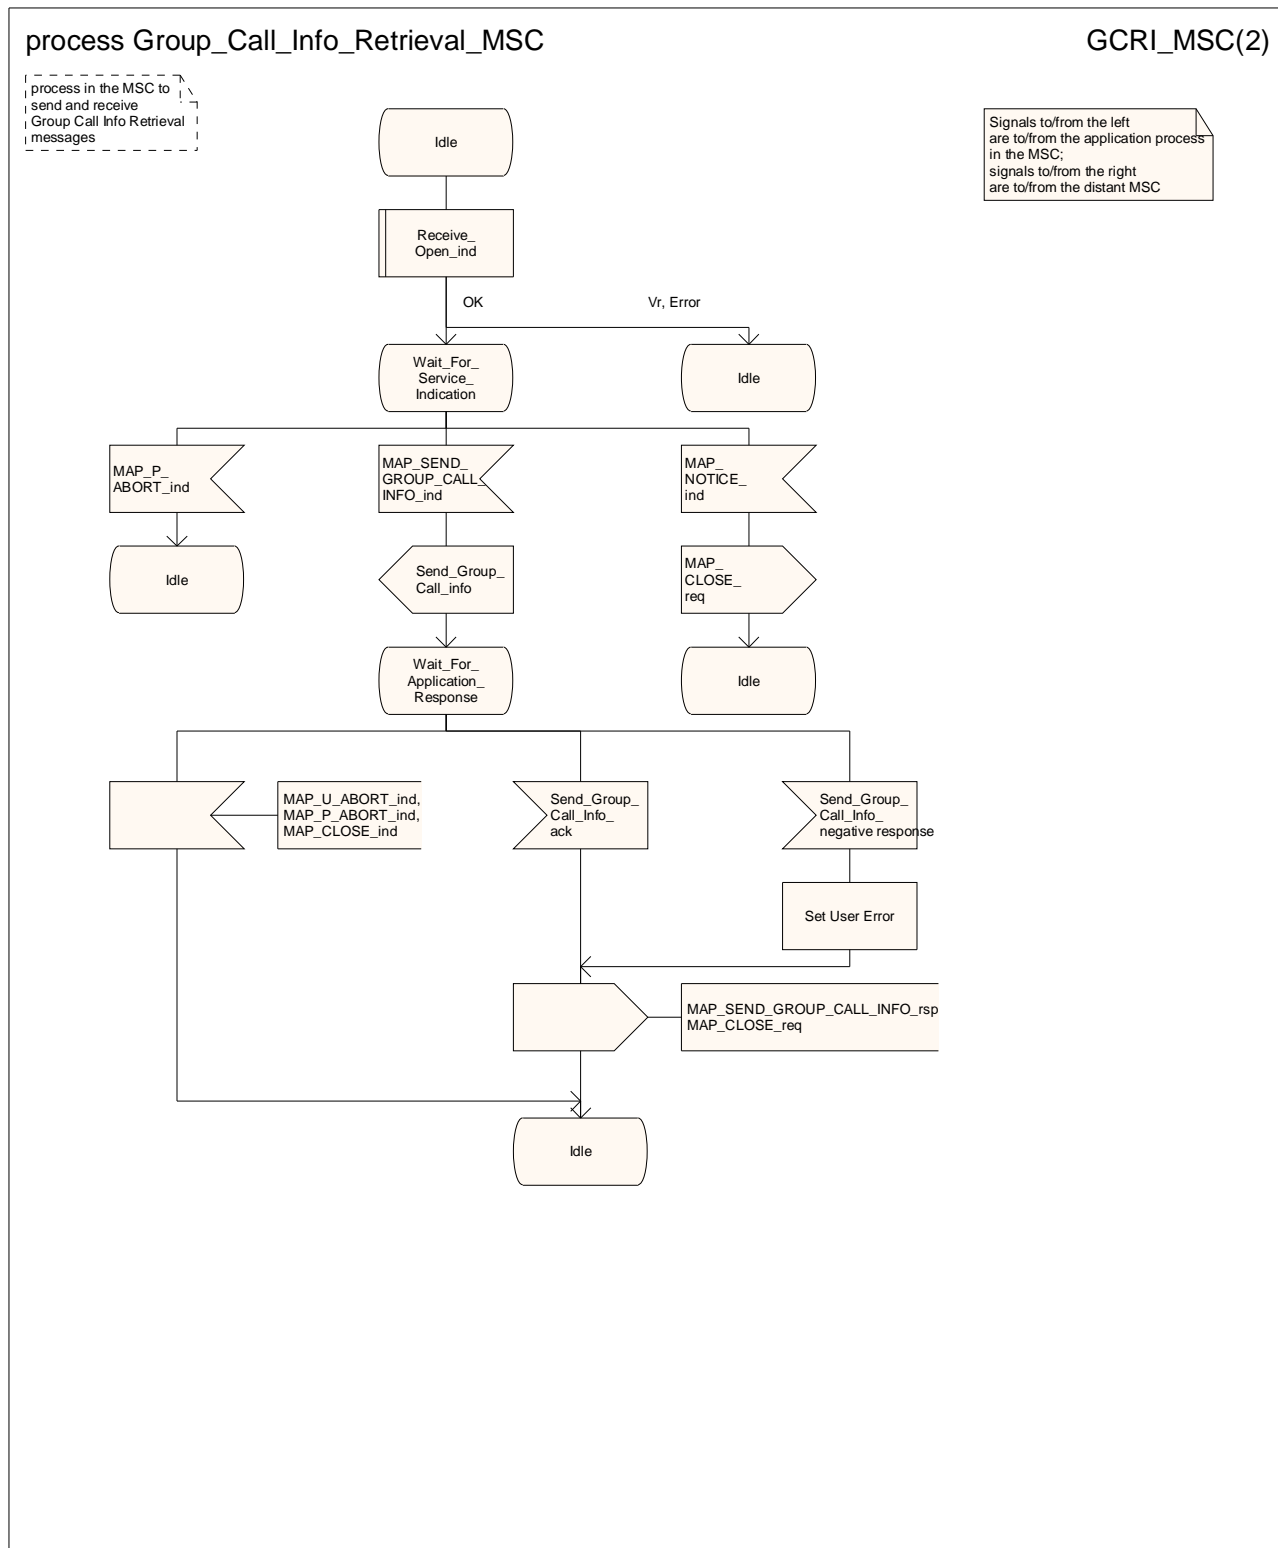 process Group_Call_Info_Retrieval_MSC
GCRI_MSC(2)
process in the MSC to
send and receive
Group Call Info Retrieval
messages
Signals to/from the left
are to/from the application process
in the MSC;
signals to/from the right
are to/from the distant MSC
Idle
Receive_
Open_ind
OK
Vr, Error
Wait_For_
Service_
Indication
Idle
MAP_P_
ABORT_ind
MAP_SEND_
GROUP_CALL_
INFO_ind
MAP_
NOTICE_
ind
Idle
Send_Group_
Call_info
MAP_
CLOSE_
req
Wait_For_
Application_
Response
Idle
MAP_U_ABORT_ind,
MAP_P_ABORT_ind,
MAP_CLOSE_ind
Send_Group_
Call_Info_
ack
Send_Group_
Call_Info_
negative response
Set User Error
MAP_SEND_GROUP_CALL_INFO_rsp
MAP_CLOSE_req
Idle